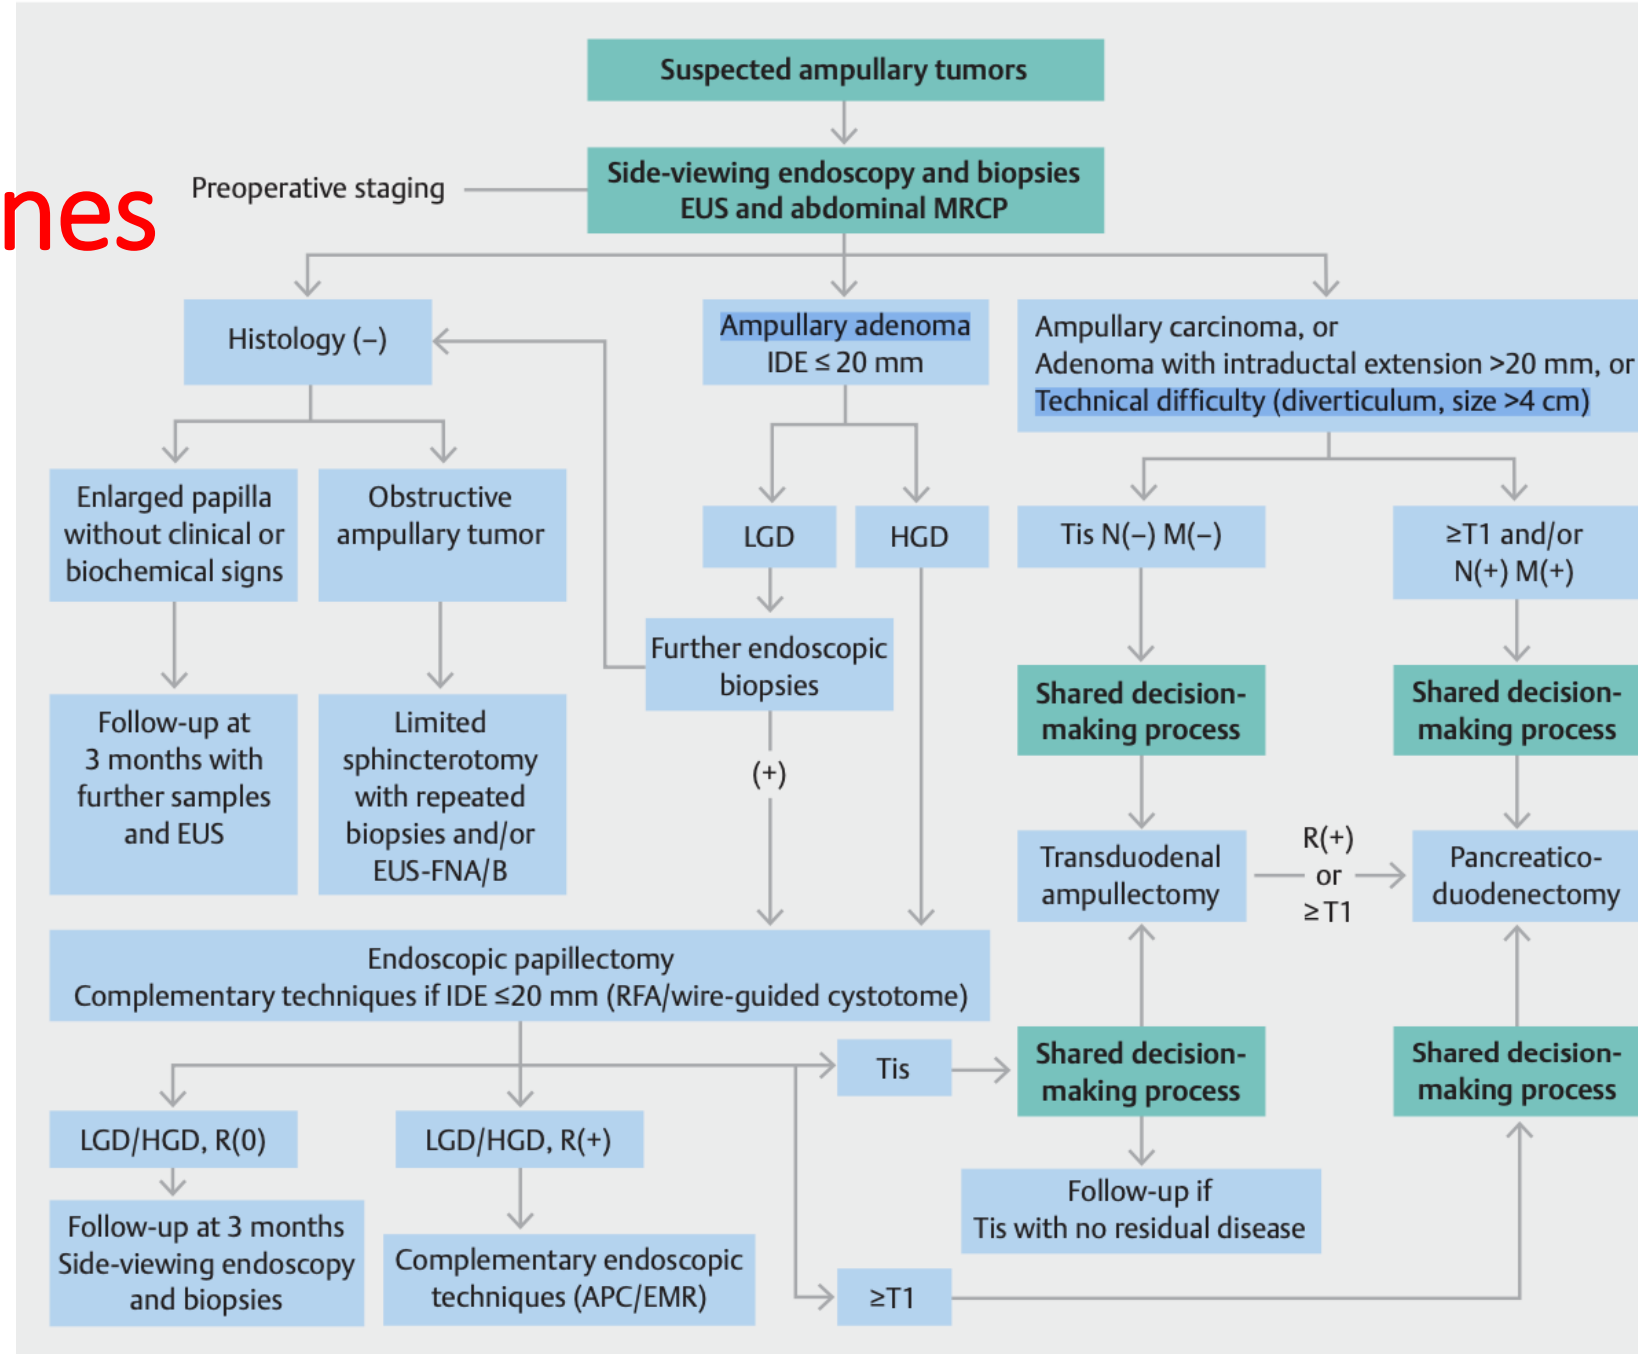 Suspected ampullary tumors
nes
Preoperative staging
Side-viewing endoscopy and biopsies
EUS and abdominal MRCP
Histology (–)
Ampullary adenoma
IDE ≤ 20 mm
Ampullary carcinoma, or
Adenoma with intraductal extension >20 mm, or
Technical difficulty (diverticulum, size >4 cm)
Enlarged papilla
without clinical or
biochemical signs
Obstructive
ampullary tumor
LGD
HGD
Tis N(–) M(–)
≥T1 and/or
N(+) M(+)
Further endoscopic
biopsies
Shared decision-
making process
Shared decision-
making process
Follow-up at
3 months with
further samples
and EUS
Limited
sphincterotomy
with repeated
biopsies and/or
EUS-FNA/B
(+)
Transduodenal
ampullectomy
R(+)
or
≥T1
Pancreatico-
duodenectomy
Endoscopic papillectomy
Complementary techniques if IDE ≤20 mm (RFA/wire-guided cystotome)
Tis
Shared decision-
making process
Shared decision-
making process
LGD/HGD, R(0)
LGD/HGD, R(+)
Follow-up at 3 months
Side-viewing endoscopy
and biopsies
Complementary endoscopic
techniques (APC/EMR)
Follow-up if
Tis with no residual disease
≥T1